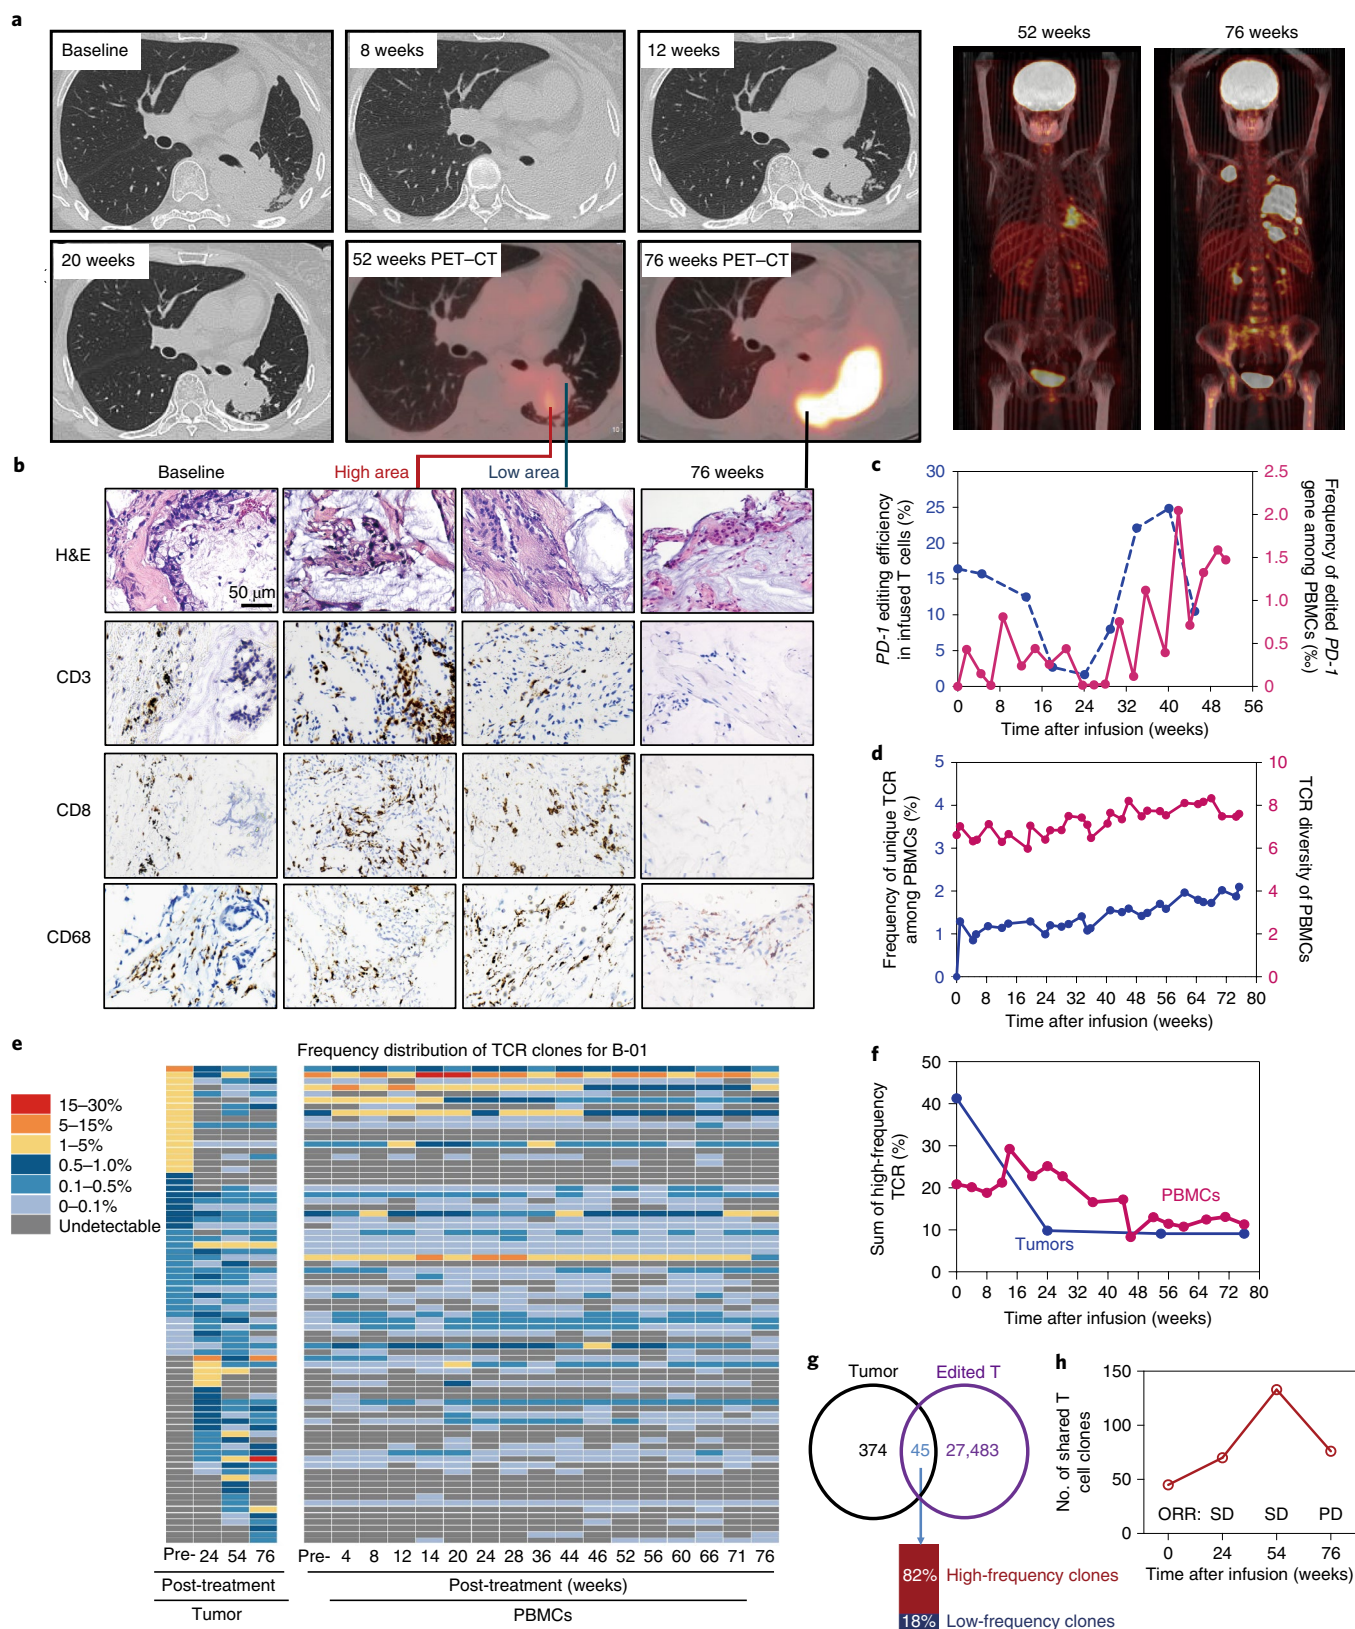 a
Baseline
8 weeks
12 weeks
52 weeks
76 weeks
20 weeks
52 weeks PET–CT
76 weeks PET–CT
10
b
Baseline
High area
Low area
76 weeks
H&E
50 μm
CD3
CD8
CD68
c
30
25
20
15
10
5
0
PD-1 editing efficiency
in infused T cells (%)
2.5
2.0
1.5
1.0
0.5
0
Frequency of edited PD-1
gene among PBMCs (‰)
0 8 16 24 32 40 48 56
Time after infusion (weeks)
d
5
4
3
2
1
0
Frequency of unique TCR
among PBMCs (%)
10
8
6
4
2
0
TCR diversity of PBMCs
0 8 16 24 32 40 48 56 64 72 80
Time after infusion (weeks)
e
Frequency distribution of TCR clones for B-01
15–30%
5–15%
1–5%
0.5–1.0%
0.1–0.5%
0–0.1%
Undetectable
Pre- 24 54 76
Post-treatment
Tumor
Pre- 4 8 12 14 20 24 28 36 44 46 52 56 60 66 71 76
Post-treatment (weeks)
PBMCs
f
50
40
30
20
10
0
Sum of high-frequency
TCR (%)
PBMCs
Tumors
0 8 16 24 32 40 48 56 64 72 80
Time after infusion (weeks)
g
Tumor
Edited T
374
45
27,483
82%
High-frequency clones
18%
Low-frequency clones
h
150
100
50
0
No. of shared T
cell clones
ORR: SD SD PD
0 24 54 76
Time after infusion (weeks)